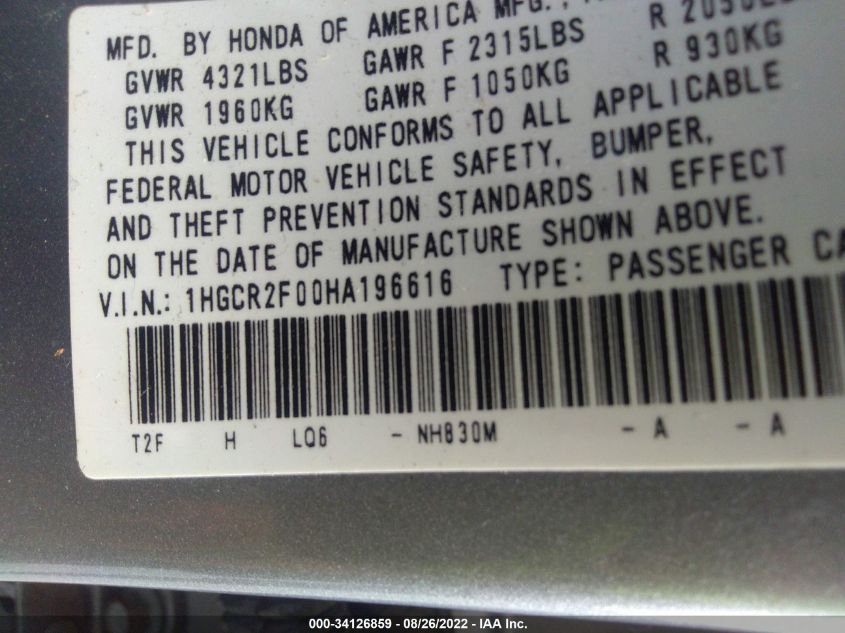 MFD. BY HONDA OF AMERICA MFG.,
GVWR 4321LBS GAWR F 2315LBS R 2050LBS
GVWR 1960KG GAWR F 1050KG R 930KG
THIS VEHICLE CONFORMS TO ALL APPLICABLE
FEDERAL MOTOR VEHICLE SAFETY, BUMPER,
AND THEFT PREVENTION STANDARDS IN EFFECT
ON THE DATE OF MANUFACTURE SHOWN ABOVE.
V.I.N.: 1HGCR2F00HA196616 TYPE: PASSENGER CA
T2F H LQ6 - NH830M - A - A
000-34126859 - 08/26/2022 - IAA Inc.